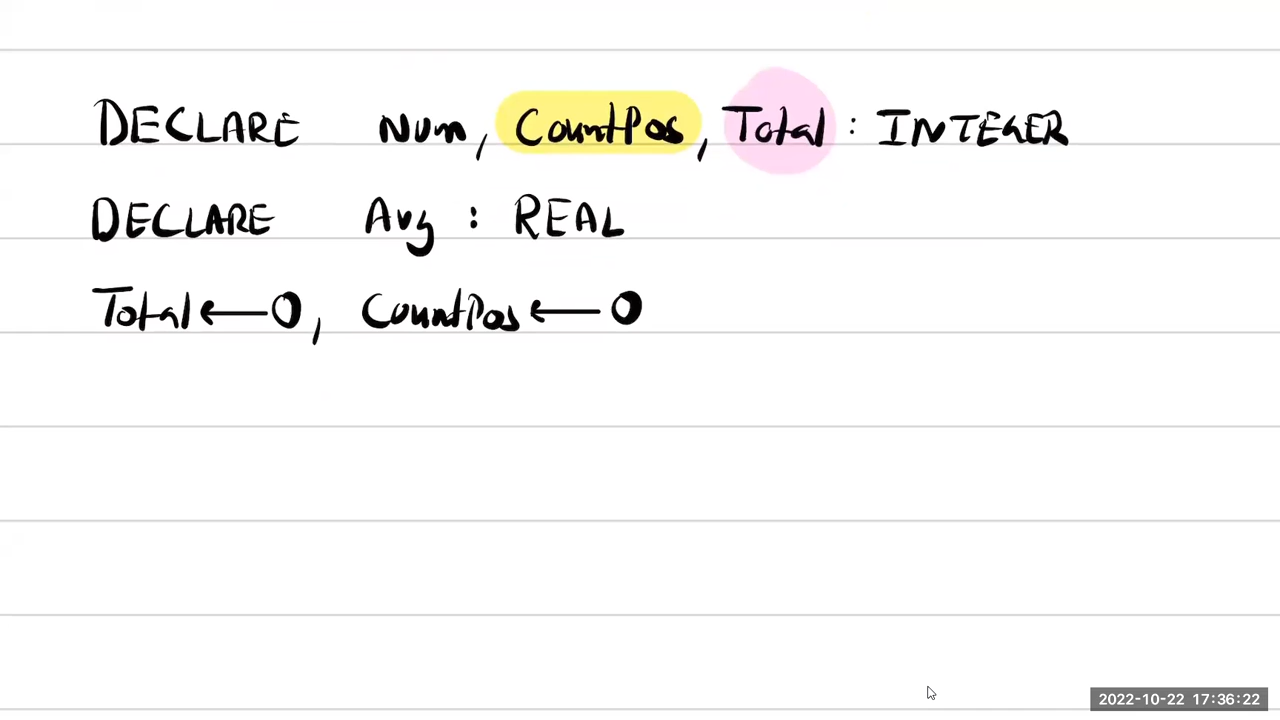 DECLARE Num, CountPos, Total : INTEGER
DECLARE Avg : REAL
Total ← 0, CountPos ← 0
2022-10-22 17:36:22